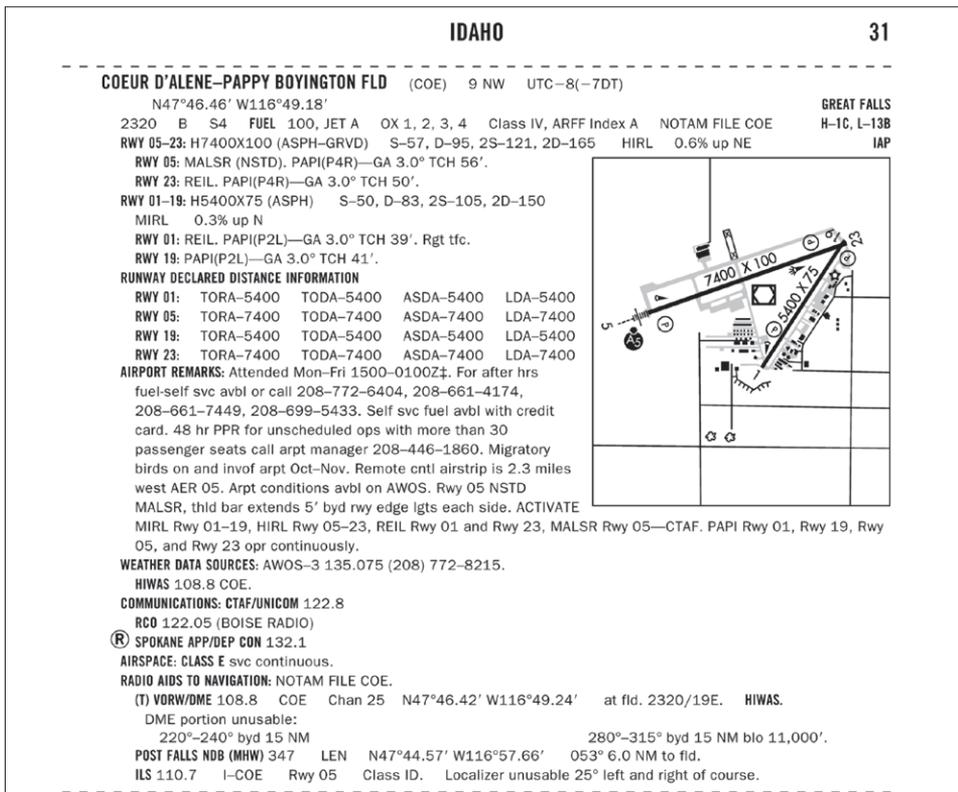 IDAHO 31
COEUR D'ALENE–PAPPY BOYINGTON FLD (COE) 9 NW UTC–8(–7DT)
N47°46.46′ W116°49.18′ GREAT FALLS
2320 B S4 FUEL 100, JET A OX 1, 2, 3, 4 Class IV, ARFF Index A NOTAM FILE COE H–1C, L–13B
RWY 05–23: H7400X100 (ASPH–GRVD) S–57, D–95, 2S–121, 2D–165 HIRL 0.6% up NE IAP
RWY 05: MALSR (NSTD). PAPI(P4R)—GA 3.0° TCH 56′.
RWY 23: REIL. PAPI(P4R)—GA 3.0° TCH 50′.
RWY 01–19: H5400X75 (ASPH) S–50, D–83, 2S–105, 2D–150
MIRL 0.3% up N
RWY 01: REIL. PAPI(P2L)—GA 3.0° TCH 39′. Rgt tfc.
RWY 19: PAPI(P2L)—GA 3.0° TCH 41′.
RUNWAY DECLARED DISTANCE INFORMATION
RWY 01: TORA–5400 TODA–5400 ASDA–5400 LDA–5400
RWY 05: TORA–7400 TODA–7400 ASDA–7400 LDA–7400
RWY 19: TORA–5400 TODA–5400 ASDA–5400 LDA–5400
RWY 23: TORA–7400 TODA–7400 ASDA–7400 LDA–7400
AIRPORT REMARKS: Attended Mon–Fri 1500–0100Z‡. For after hrs
fuel-self svc avbl or call 208–772–6404, 208–661–4174,
208–661–7449, 208–699–5433. Self svc fuel avbl with credit
card. 48 hr PPR for unscheduled ops with more than 30
passenger seats call arpt manager 208–446–1860. Migratory
birds on and invof arpt Oct–Nov. Remote cntl airstrip is 2.3 miles
west AER 05. Arpt conditions avbl on AWOS. Rwy 05 NSTD
MALSR, thld bar extends 5′ byd rwy edge lgts each side. ACTIVATE
MIRL Rwy 01–19, HIRL Rwy 05–23, REIL Rwy 01 and Rwy 23, MALSR Rwy 05—CTAF. PAPI Rwy 01, Rwy 19, Rwy
05, and Rwy 23 opr continuously.
WEATHER DATA SOURCES: AWOS–3 135.075 (208) 772–8215.
HIWAS 108.8 COE.
COMMUNICATIONS: CTAF/UNICOM 122.8
RCO 122.05 (BOISE RADIO)
Ⓡ SPOKANE APP/DEP CON 132.1
AIRSPACE: CLASS E svc continuous.
RADIO AIDS TO NAVIGATION: NOTAM FILE COE.
(T) VORW/DME 108.8 COE Chan 25 N47°46.42′ W116°49.24′ at fld. 2320/19E. HIWAS.
DME portion unusable:
220°–240° byd 15 NM 280°–315° byd 15 NM blo 11,000′.
POST FALLS NDB (MHW) 347 LEN N47°44.57′ W116°57.66′ 053° 6.0 NM to fld.
ILS 110.7 I–COE Rwy 05 Class ID. Localizer unusable 25° left and right of course.
7400 X 100
5400 X 75
5
23
19
1
A5
P
P
P
P